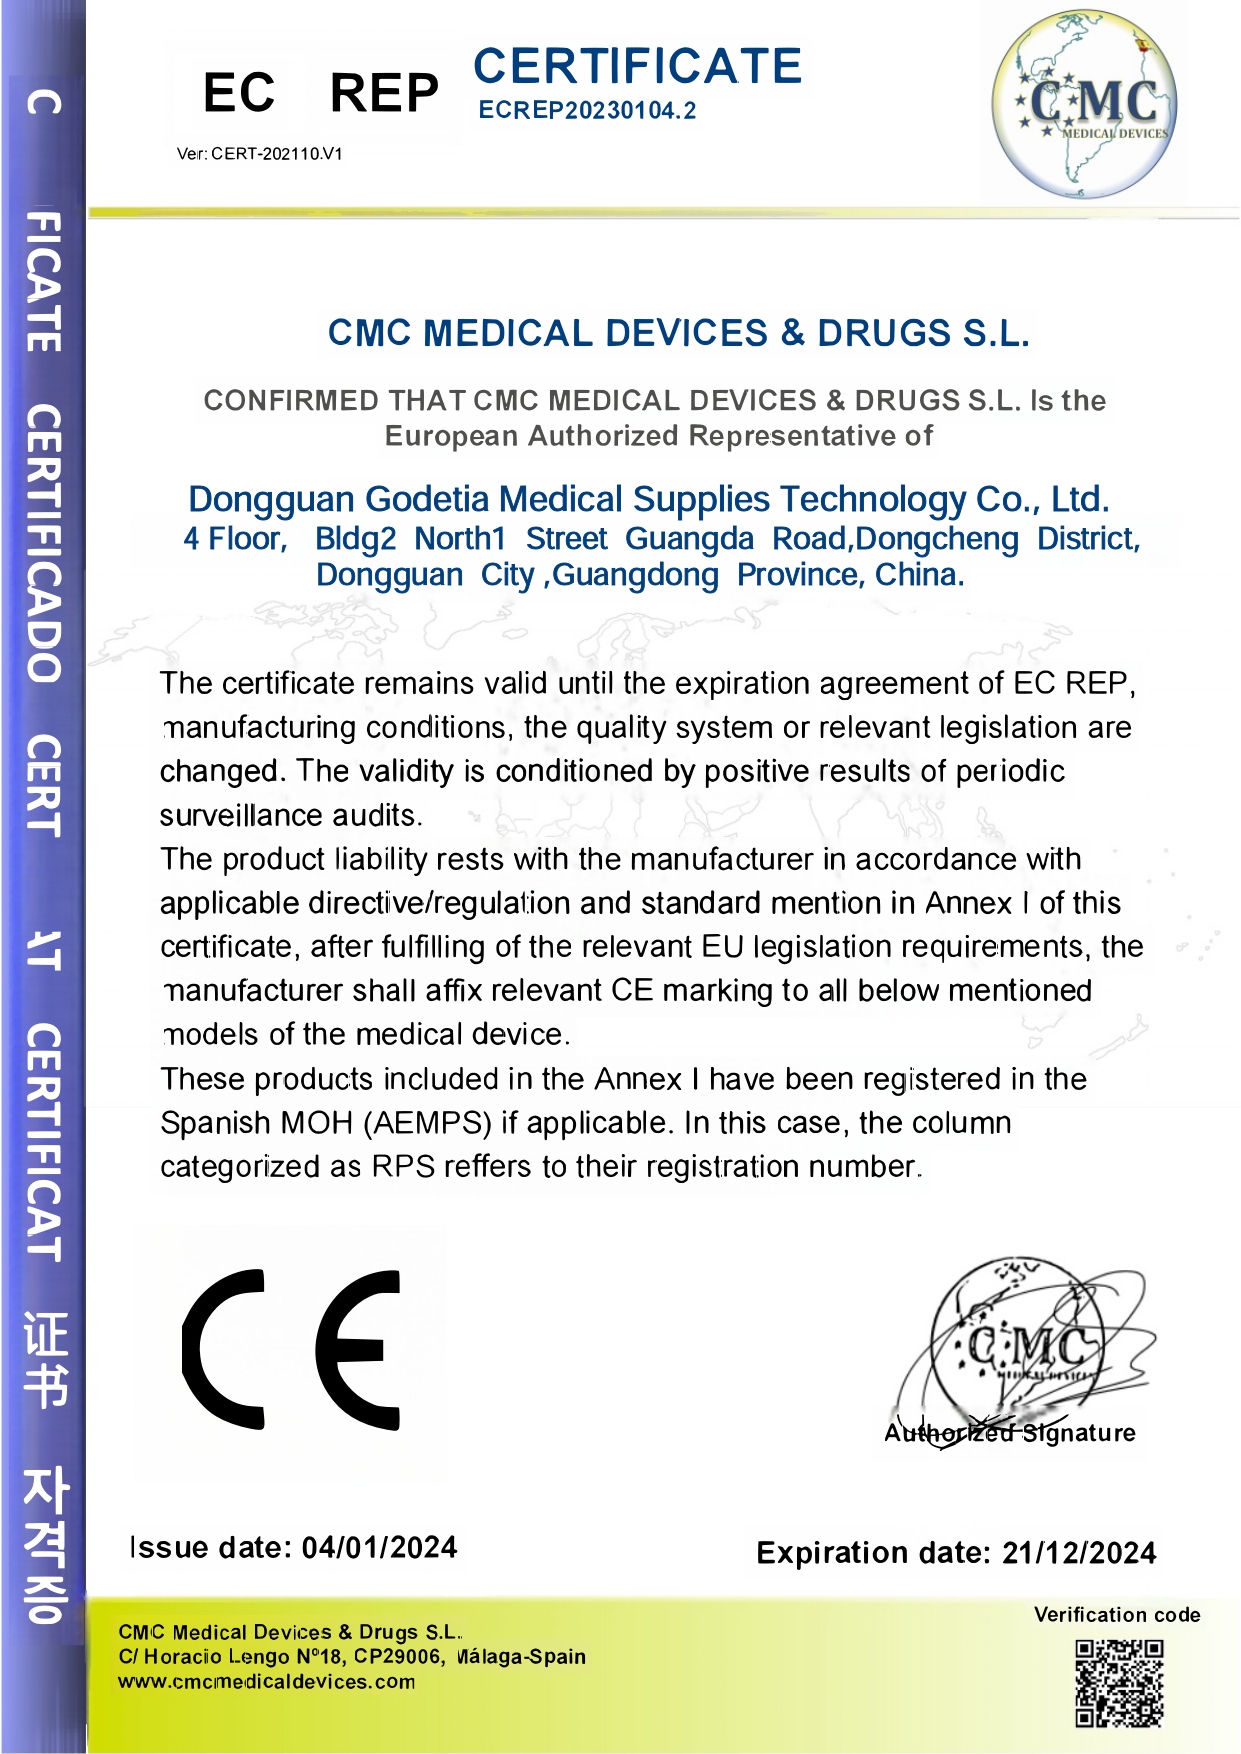 EC REP
CERTIFICATE
ECREP20230104.2
Ver: CERT-202110.V1
CMC
MEDICAL DEVICES
CMC MEDICAL DEVICES & DRUGS S.L.
CONFIRMED THAT CMC MEDICAL DEVICES & DRUGS S.L. Is the
European Authorized Representative of
Dongguan Godetia Medical Supplies Technology Co., Ltd.
4 Floor, Bldg2 North1 Street Guangda Road,Dongcheng District,
Dongguan City ,Guangdong Province, China.
The certificate remains valid until the expiration agreement of EC REP,
manufacturing conditions, the quality system or relevant legislation are
changed. The validity is conditioned by positive results of periodic
surveillance audits.
The product liability rests with the manufacturer in accordance with
applicable directive/regulation and standard mention in Annex I of this
certificate, after fulfilling of the relevant EU legislation requirements, the
manufacturer shall affix relevant CE marking to all below mentioned
models of the medical device.
These products included in the Annex I have been registered in the
Spanish MOH (AEMPS) if applicable. In this case, the column
categorized as RPS reffers to their registration number.
CE
CMC
MEDICAL DEVICES
Authorized Signature
Issue date: 04/01/2024
Expiration date: 21/12/2024
CMC Medical Devices & Drugs S.L.
C/ Horacio Lengo Nº18, CP29006, Málaga-Spain
www.cmcmedicaldevices.com
Verification code
C FICATE CERTIFICADO CERT AT CERTIFICAT 证书